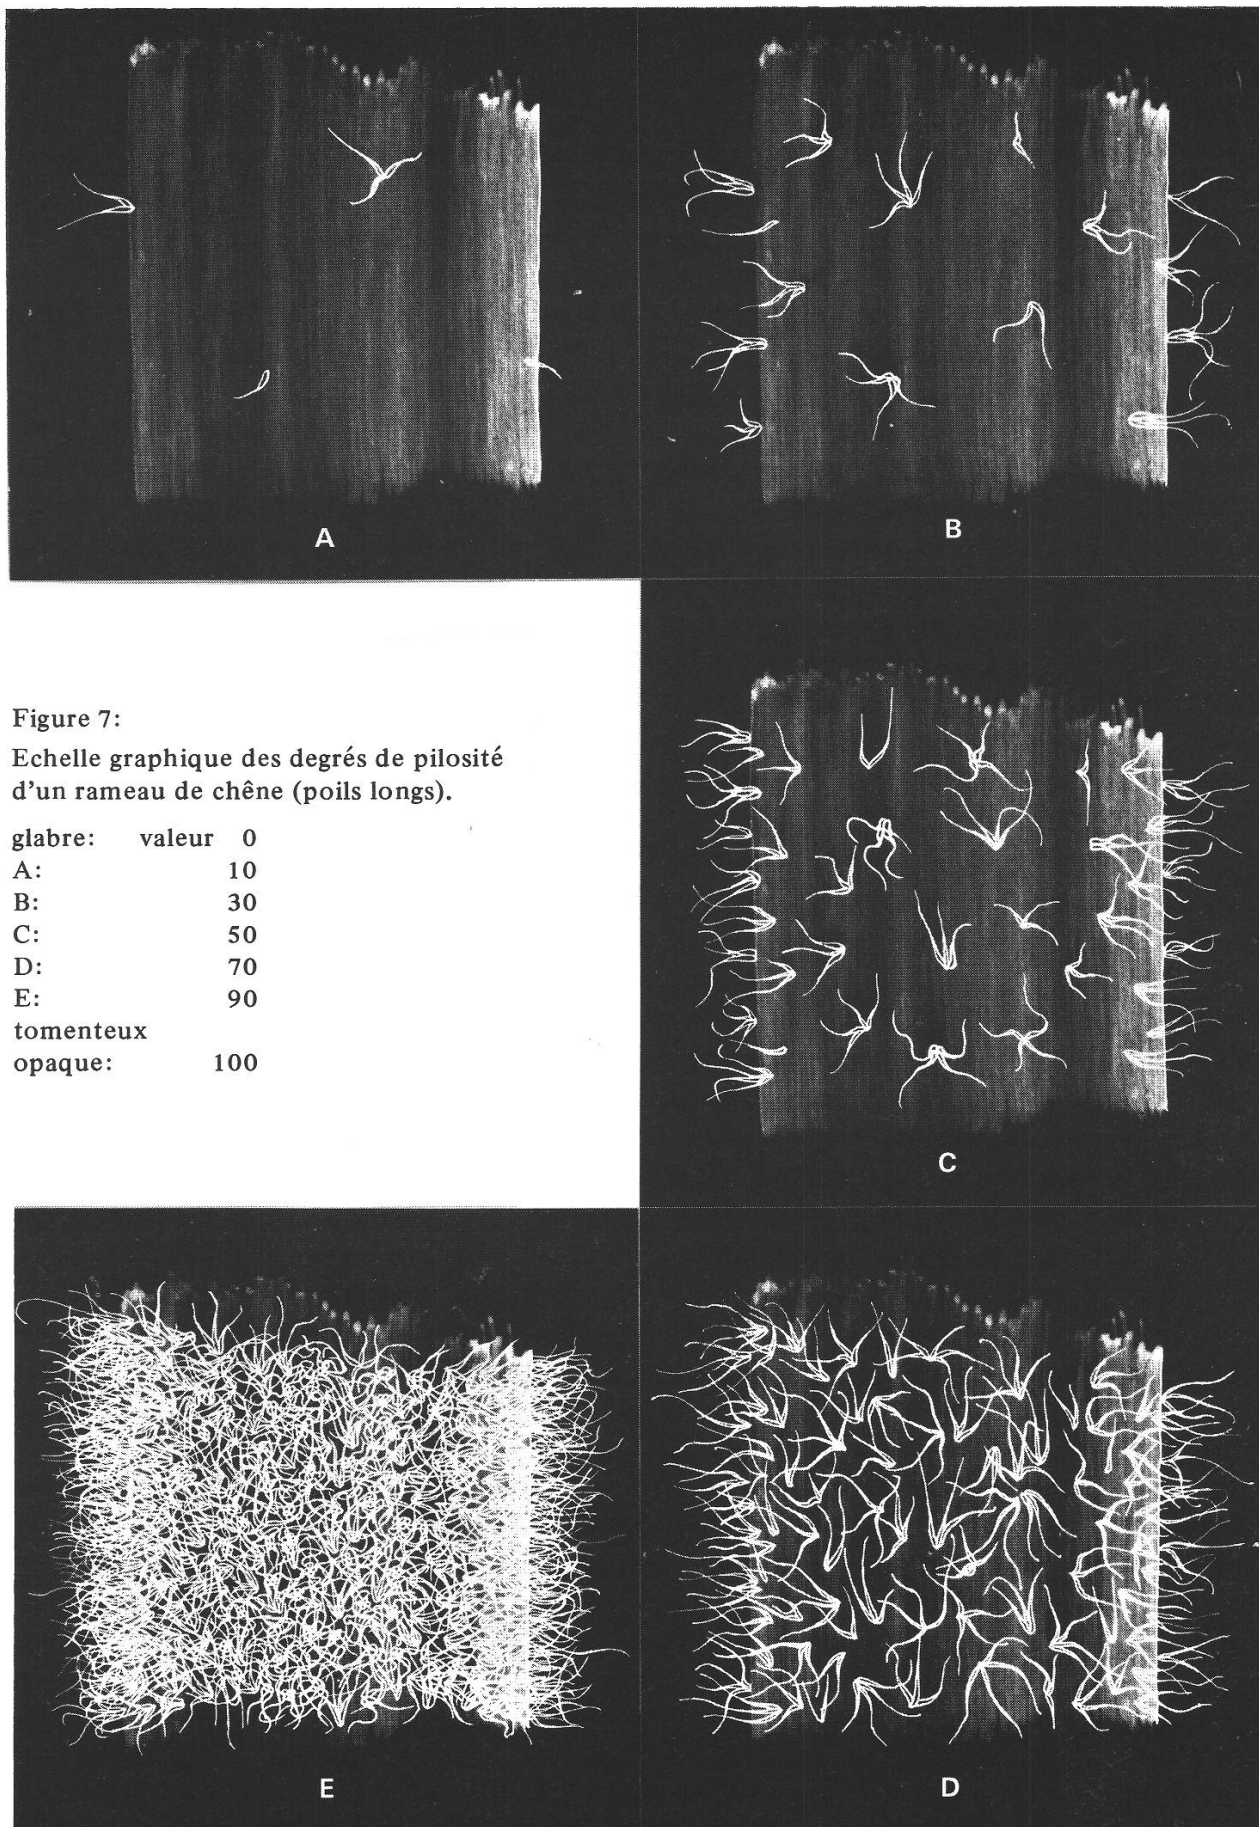 A
B
Figure 7:
Echelle graphique des degrés de pilosité
d'un rameau de chêne (poils longs).
glabre: valeur 0
A: 10
B: 30
C: 50
D: 70
E: 90
tomenteux
opaque: 100
C
E
D